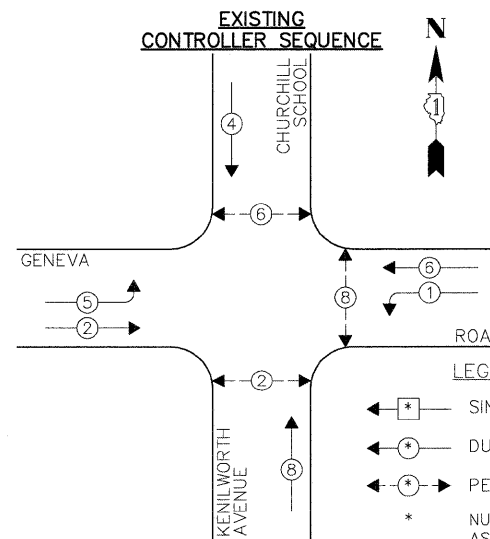 EXISTING
CONTROLLER SEQUENCE
N
CHURCHILL
SCHOOL
4
1
6
GENEVA
6
5
8
1
2
ROA
LEG
2
* SIN
* DU
KENILWORTH
AVENUE
8
* PE
* NU
AS